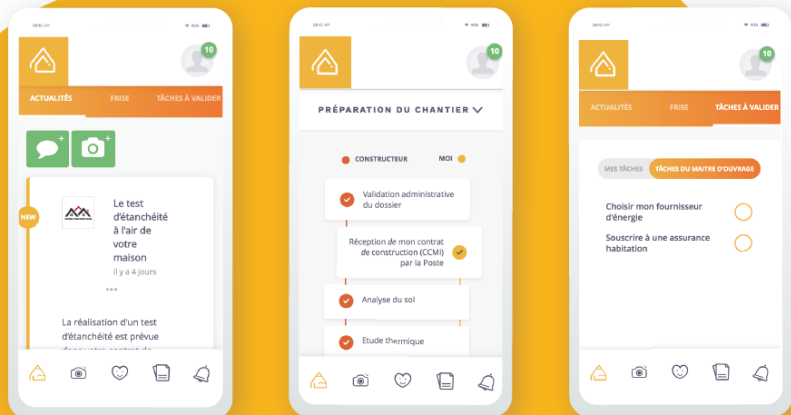 10
ACTUALITÉS FRISE TÂCHES À VALIDER
NEW
Le test
d'étanchéité
à l'air de
votre
maison
il y a 4 jours
La réalisation d'un test
d'étanchéité est prévue
10
PRÉPARATION DU CHANTIER
CONSTRUCTEUR MOI
Validation administrative
du dossier
Réception de mon contrat
de construction (CCMI)
par la Poste
Analyse du sol
Etude thermique
10
ACTUALITÉS FRISE TÂCHES À VALIDER
MES TÂCHES TÂCHES DU MAITRE D'OUVRAGE
Choisir mon fournisseur
d'énergie
Souscrire à une assurance
habitation